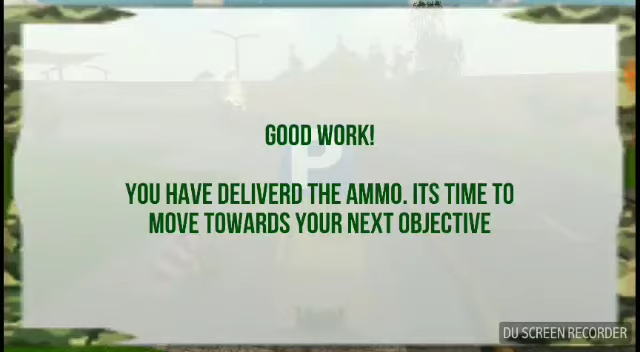 GOOD WORK!
P
YOU HAVE DELIVERD THE AMMO. ITS TIME TO
MOVE TOWARDS YOUR NEXT OBJECTIVE
DU SCREEN RECORDER